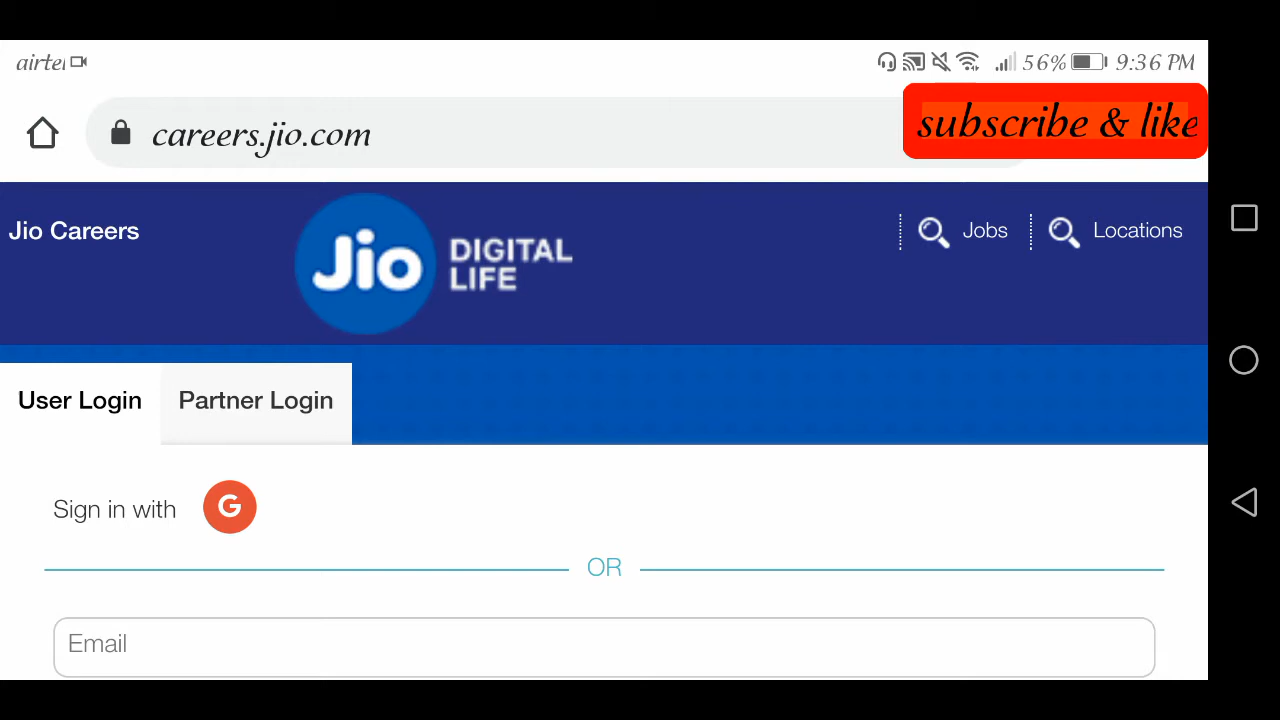 airtel 56% 9:36 PM
careers.jio.com
subscribe & like
Jio Careers
Jio DIGITAL
LIFE
Jobs
Locations
User Login
Partner Login
Sign in with G
OR
Email